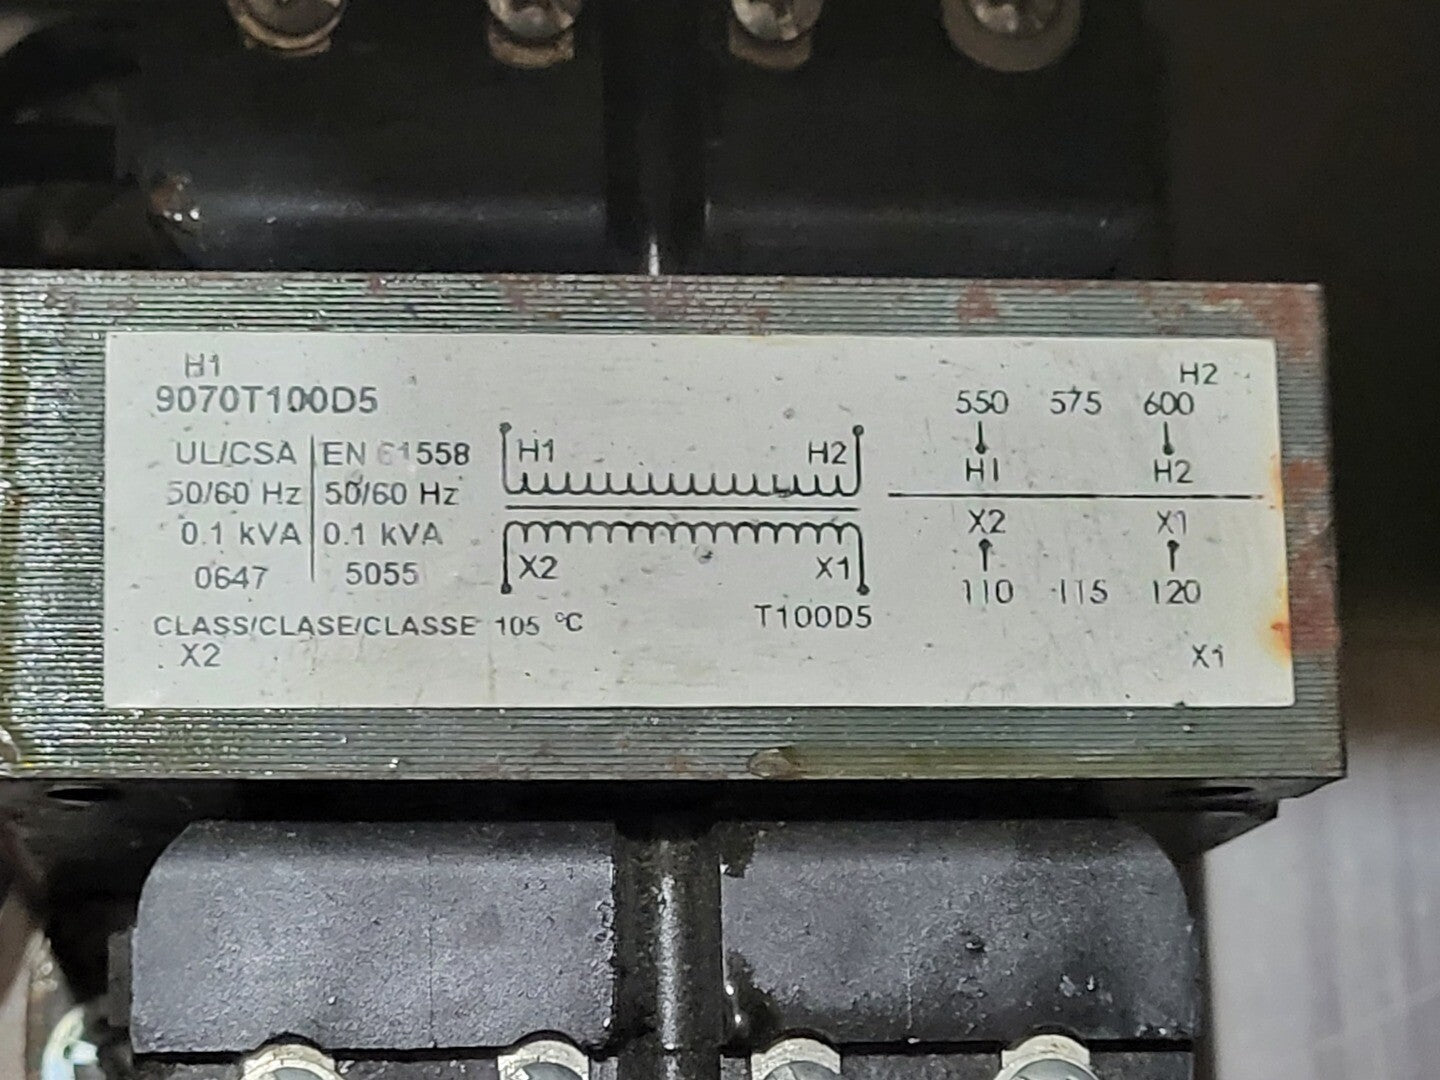 H1
9070T100D5
UL/CSA EN 61558
50/60 Hz 50/60 Hz
0.1 kVA 0.1 kVA
0647 5055
CLASS/CLASE/CLASSE 105 °C
X2
H1 H2
X2 X1
T100D5
H2
550 575 600
H1 H2
X2 X1
110 115 120
X1